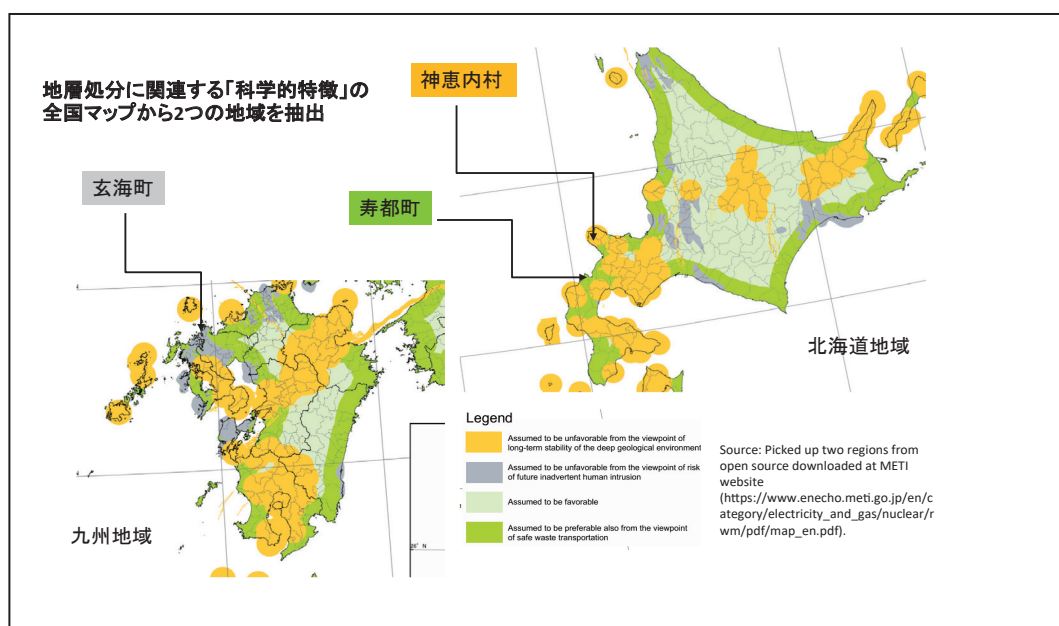 地層処分に関連する「科学的特徴」の
全国マップから2つの地域を抽出
神恵内村
玄海町
寿都町
北海道地域
九州地域
Legend
Assumed to be unfavorable from the viewpoint of
long-term stability of the deep geological environment
Assumed to be unfavorable from the viewpoint of risk
of future inadvertent human intrusion
Assumed to be favorable
Assumed to be preferable also from the viewpoint
of safe waste transportation
Source: Picked up two regions from
open source downloaded at METI
website
(https://www.enecho.meti.go.jp/en/c
ategory/electricity_and_gas/nuclear/r
wm/pdf/map_en.pdf).
26° N